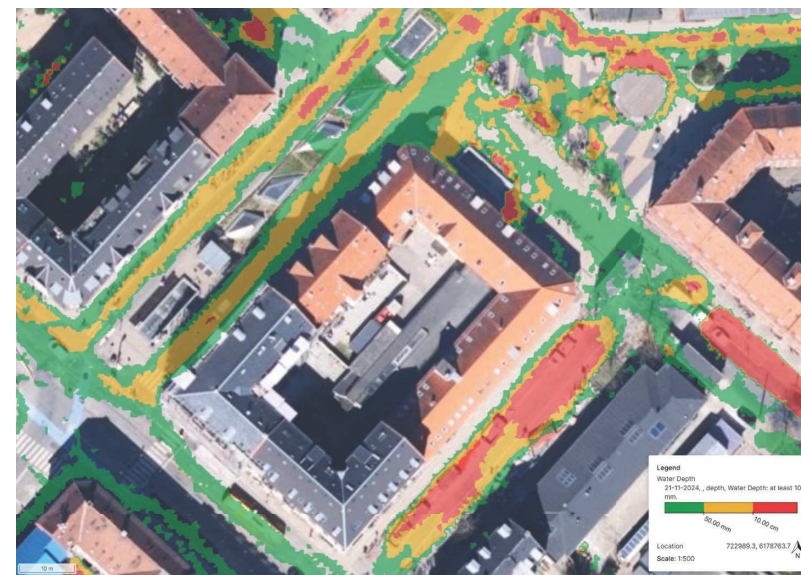 Legend
Water Depth
21-11-2024, , depth, Water Depth: at least 10
mm.
50.00 mm
10.00 cm
Location
722989.3, 6178763.7
N
Scale: 1:500
10 m